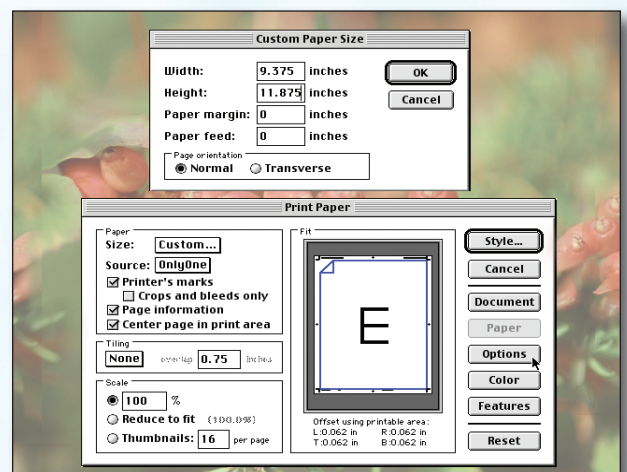 Custom Paper Size
Width: 9.375 inches
Height: 11.875 inches
Paper margin: 0 inches
Paper feed: 0 inches
Page orientation
Normal Transverse
OK
Cancel
Print Paper
Paper
Size: Custom...
Source: OnlyOne
Printer's marks
Crops and bleeds only
Page information
Center page in print area
Tiling
None overlap 0.75 inches
Scale
100 %
Reduce to fit (100.0%)
Thumbnails: 16 per page
Fit
E
Offset using printable area:
L:0.062 in R:0.062 in
T:0.062 in B:0.062 in
Style...
Cancel
Document
Paper
Options
Color
Features
Reset